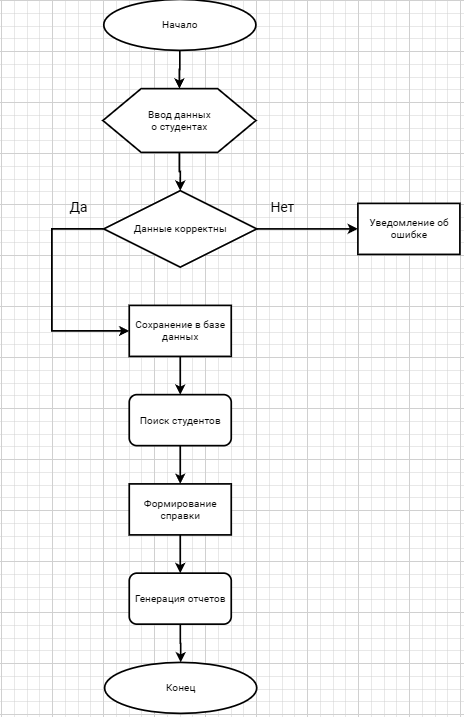 Начало
Ввод данных
о студентах
Да
Нет
Данные корректны
Уведомление об
ошибке
Сохранение в базе
данных
Поиск студентов
Формирование
справки
Генерация отчетов
Конец